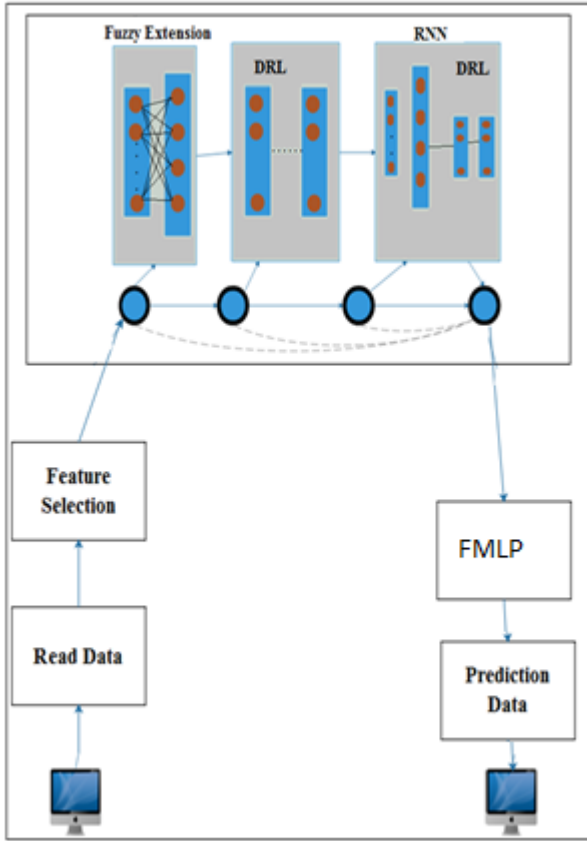 Fuzzy Extension
DRL
RNN
DRL
Feature
Selection
FMLP
Read Data
Prediction
Data